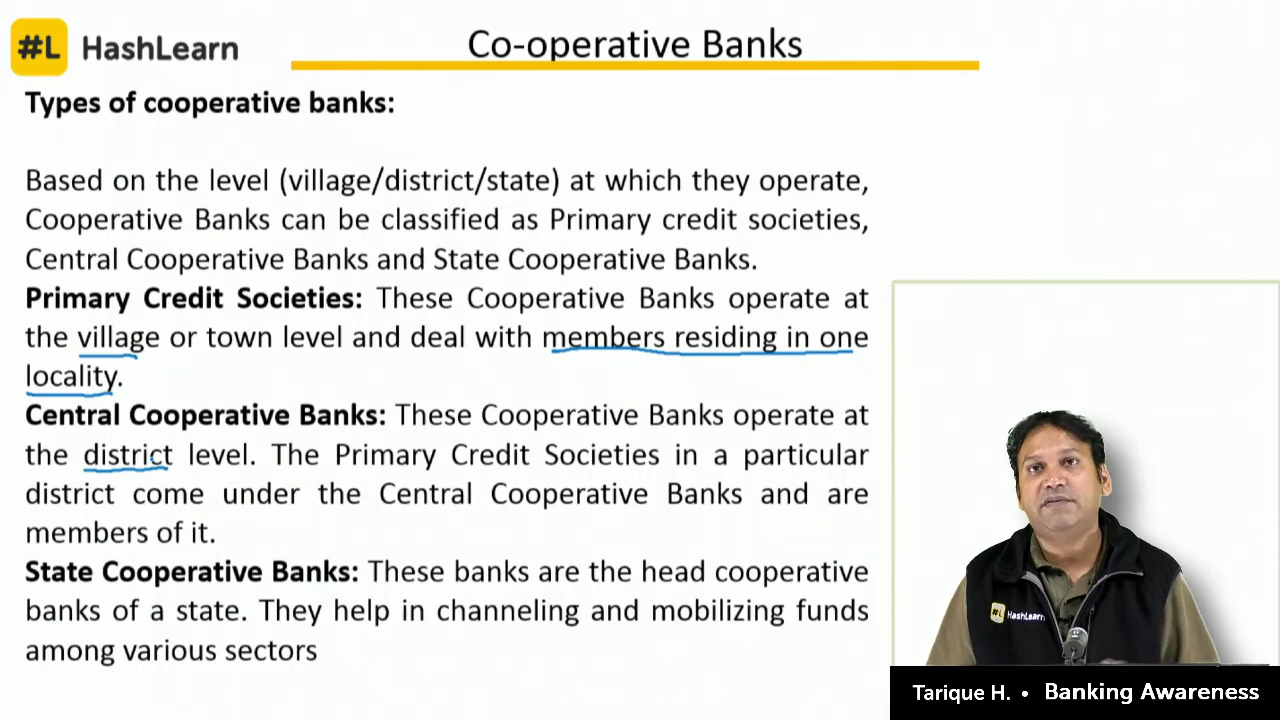 #L HashLearn
Co-operative Banks
Types of cooperative banks:
Based on the level (village/district/state) at which they operate,
Cooperative Banks can be classified as Primary credit societies,
Central Cooperative Banks and State Cooperative Banks.
Primary Credit Societies: These Cooperative Banks operate at
the village or town level and deal with members residing in one
locality.
Central Cooperative Banks: These Cooperative Banks operate at
the district level. The Primary Credit Societies in a particular
district come under the Central Cooperative Banks and are
members of it.
State Cooperative Banks: These banks are the head cooperative
banks of a state. They help in channeling and mobilizing funds
among various sectors
#L HashLearn
Tarique H. • Banking Awareness